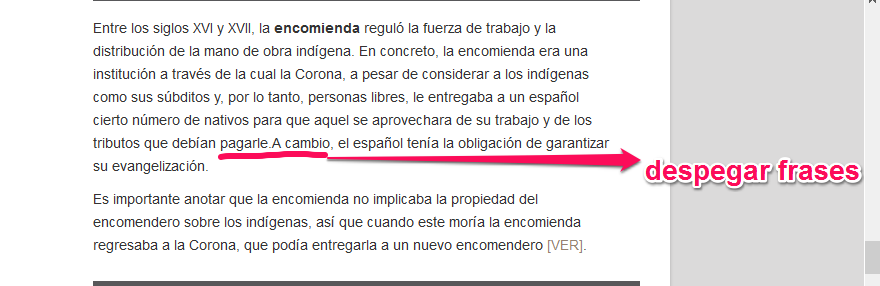 Entre los siglos XVI y XVII, la encomienda reguló la fuerza de trabajo y la
distribución de la mano de obra indígena. En concreto, la encomienda era una
institución a través de la cual la Corona, a pesar de considerar a los indígenas
como sus súbditos y, por lo tanto, personas libres, le entregaba a un español
cierto número de nativos para que aquel se aprovechara de su trabajo y de los
tributos que debían pagarle.A cambio, el español tenía la obligación de garantizar
su evangelización.
despegar frases
Es importante anotar que la encomienda no implicaba la propiedad del
encomendero sobre los indígenas, así que cuando este moría la encomienda
regresaba a la Corona, que podía entregarla a un nuevo encomendero [VER].